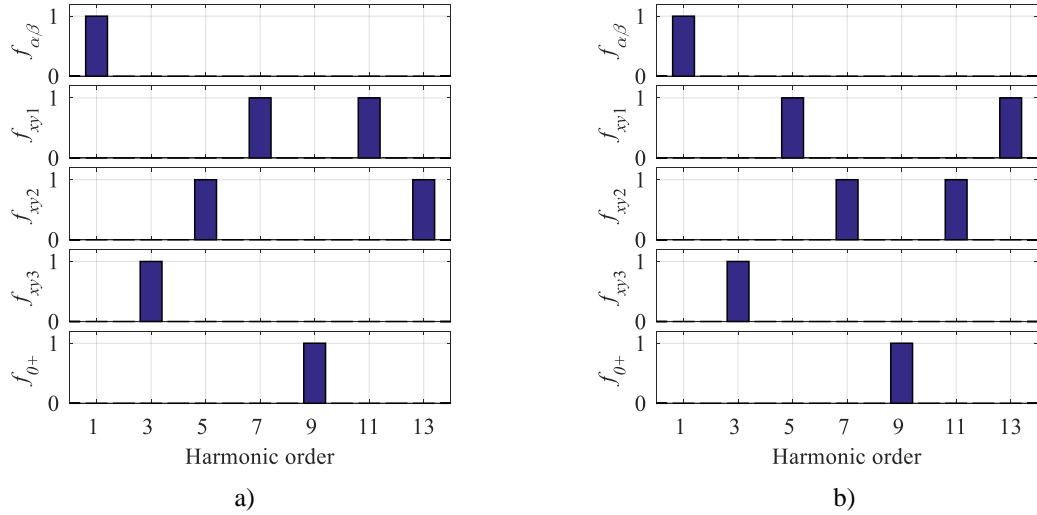 1
f_{αβ}
0
1
f_{xy1}
0
1
f_{xy2}
0
1
f_{xy3}
0
1
f_{0+}
0
1 3 5 7 9 11 13
Harmonic order
a)
1
f_{αβ}
0
1
f_{xy1}
0
1
f_{xy2}
0
1
f_{xy3}
0
1
f_{0+}
0
1 3 5 7 9 11 13
Harmonic order
b)